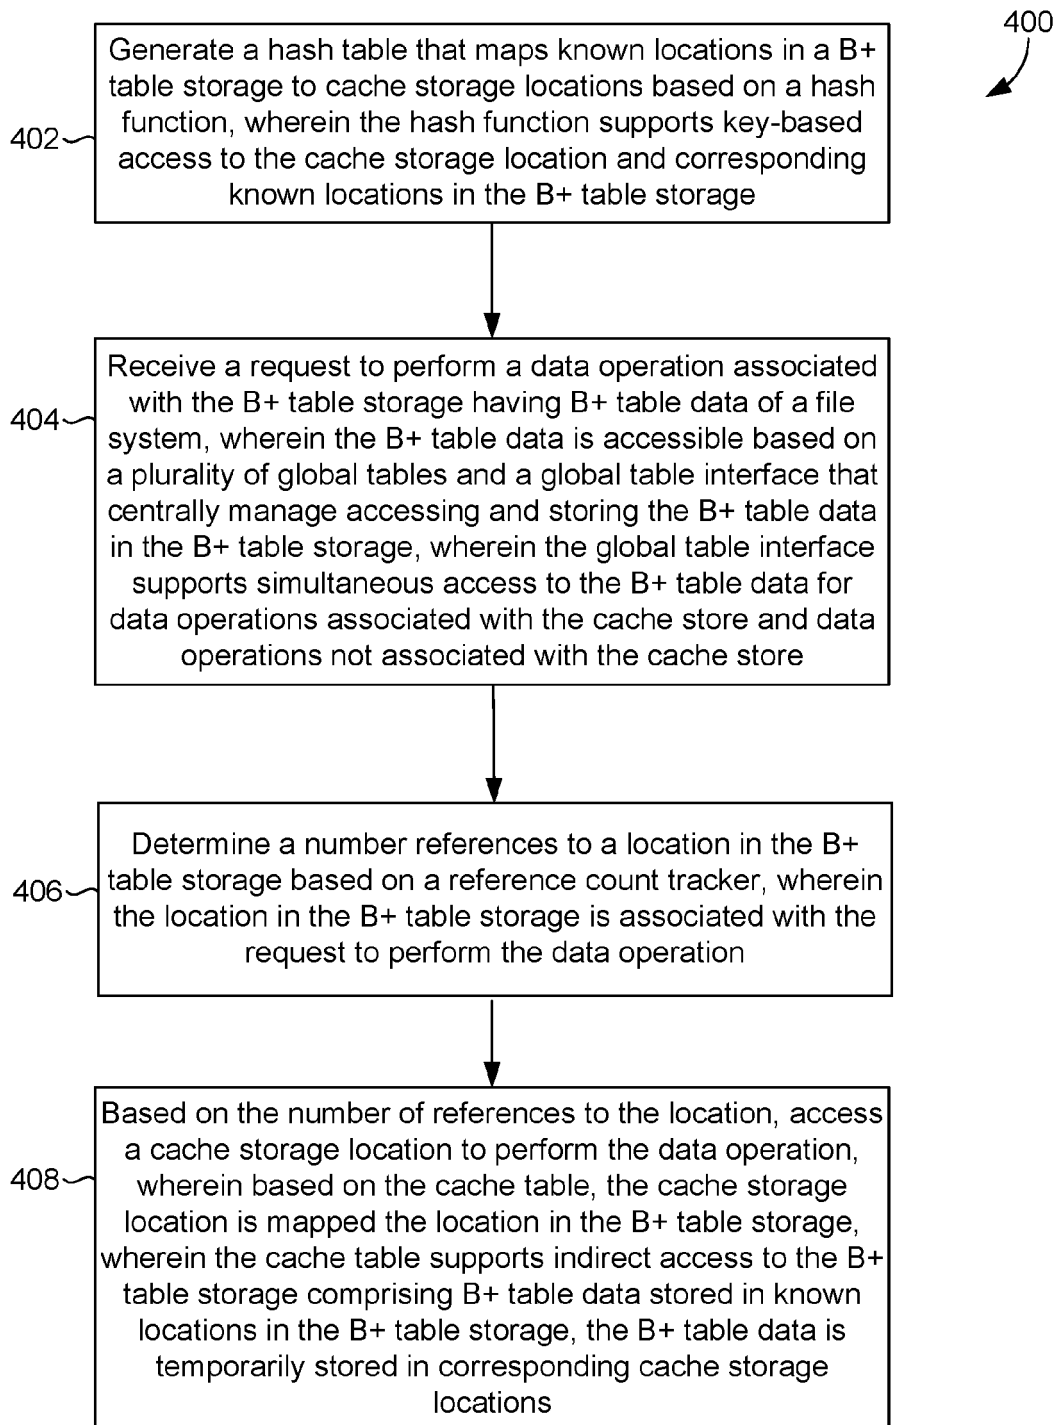 400
Generate a hash table that maps known locations in a B+
table storage to cache storage locations based on a hash
function, wherein the hash function supports key-based
access to the cache storage location and corresponding
known locations in the B+ table storage
402
Receive a request to perform a data operation associated
with the B+ table storage having B+ table data of a file
system, wherein the B+ table data is accessible based on
a plurality of global tables and a global table interface that
centrally manage accessing and storing the B+ table data
in the B+ table storage, wherein the global table interface
supports simultaneous access to the B+ table data for
data operations associated with the cache store and data
operations not associated with the cache store
404
Determine a number references to a location in the B+
table storage based on a reference count tracker, wherein
the location in the B+ table storage is associated with the
request to perform the data operation
406
Based on the number of references to the location, access
a cache storage location to perform the data operation,
wherein based on the cache table, the cache storage
location is mapped the location in the B+ table storage,
wherein the cache table supports indirect access to the B+
table storage comprising B+ table data stored in known
locations in the B+ table storage, the B+ table data is
temporarily stored in corresponding cache storage
locations
408